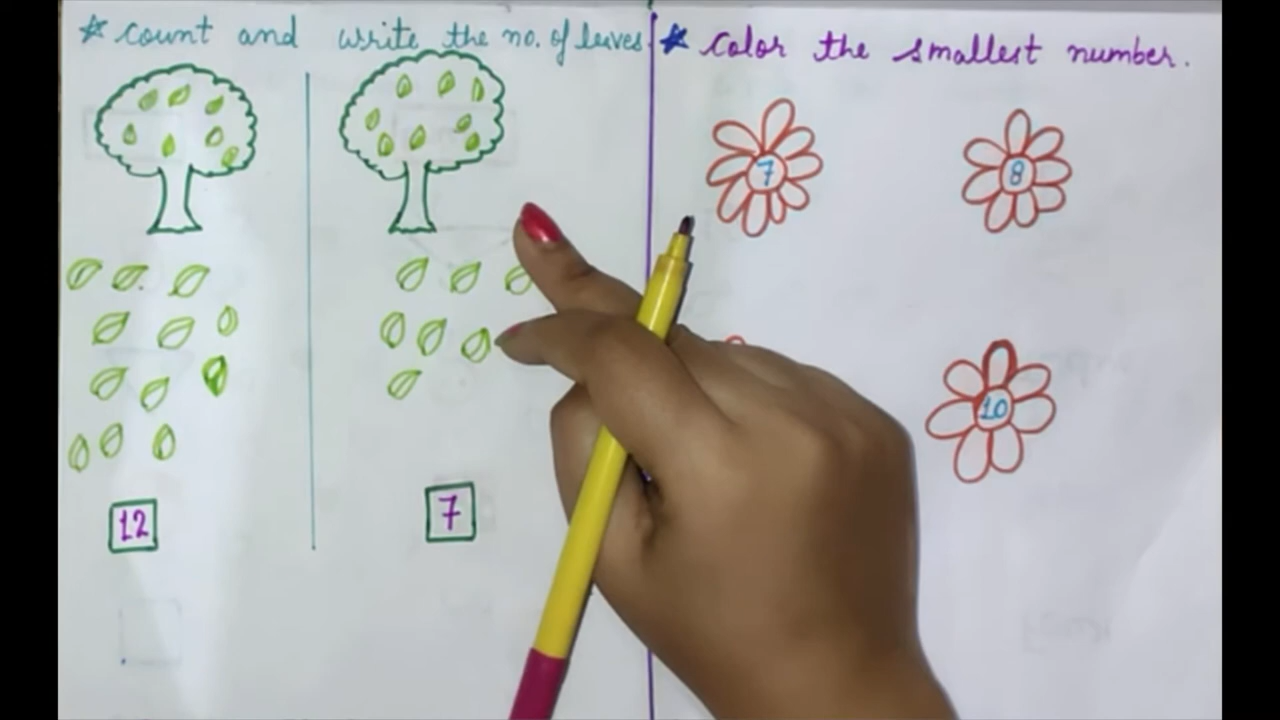 * count and write the no. of leaves.
12
7
* color the smallest number.
7
8
10